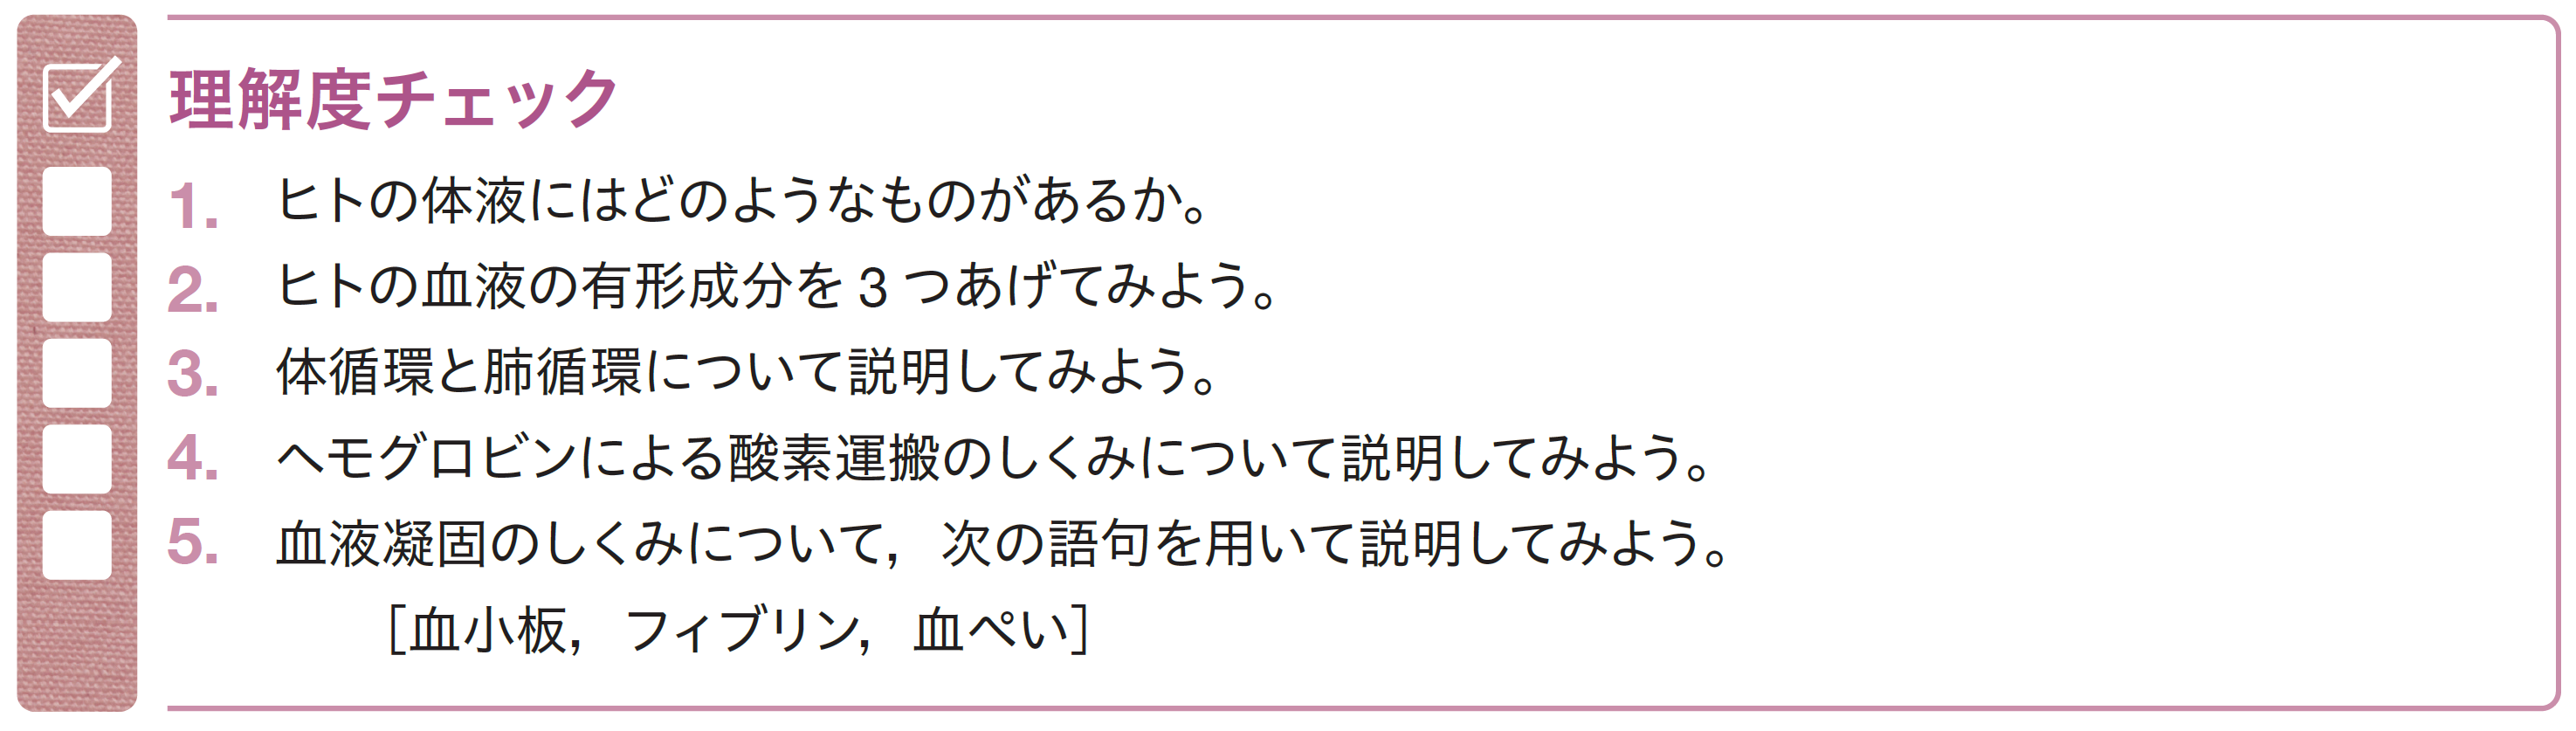 理解度チェック
1. ヒトの体液にはどのようなものがあるか。
2. ヒトの血液の有形成分を3つあげてみよう。
3. 体循環と肺循環について説明してみよう。
4. ヘモグロビンによる酸素運搬のしくみについて説明してみよう。
5. 血液凝固のしくみについて，次の語句を用いて説明してみよう。
［血小板，フィブリン，血ぺい］